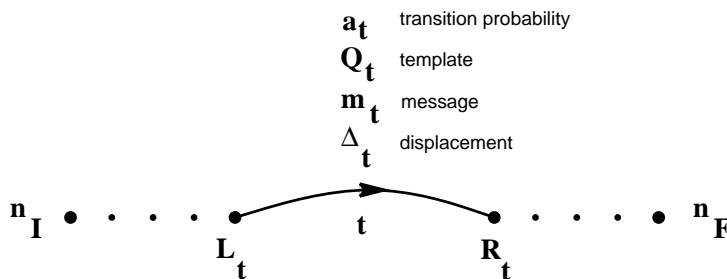 a_t transition probability
Q_t template
m_t message
Δ_t displacement
n_I n_F
t
L_t R_t